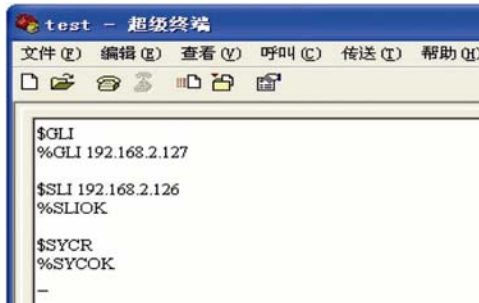 test - 超级终端
文件(F) 编辑(E) 查看(V) 呼叫(C) 传送(T) 帮助(H)
$GLI
%GLI 192.168.2.127
$SLI 192.168.2.126
%SLIOK
$SYCR
%SYCOK
_